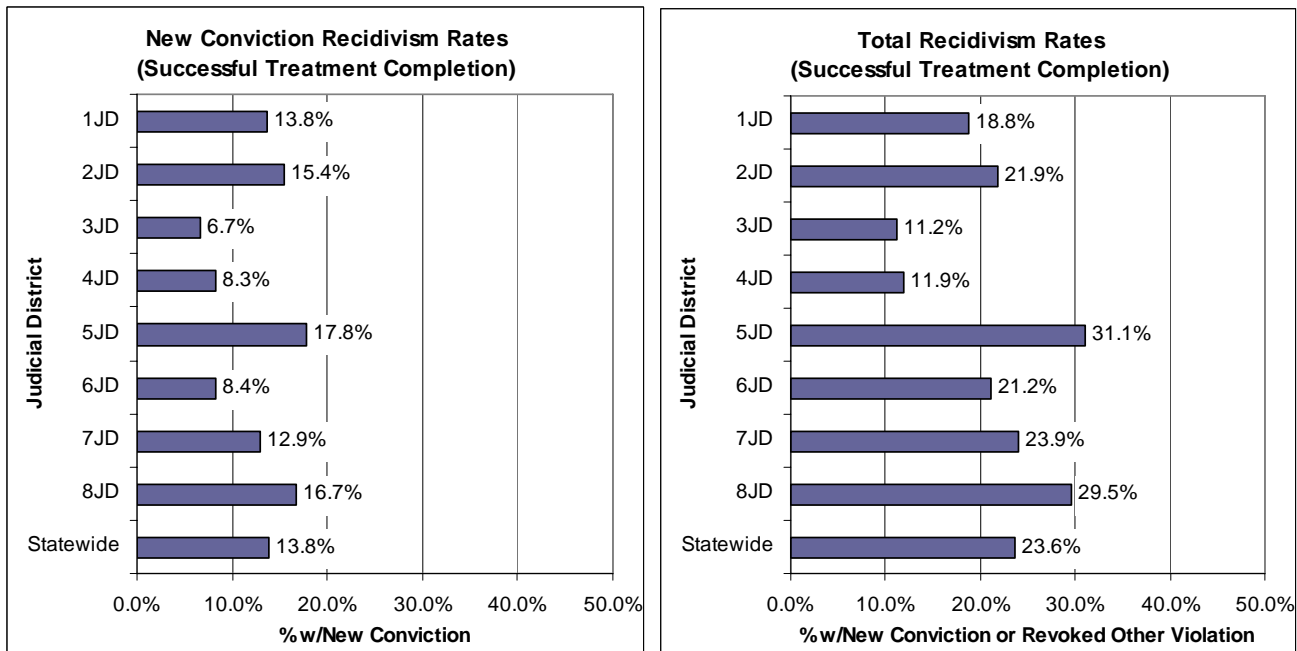 New Conviction Recidivism Rates
(Successful Treatment Completion)
Judicial District
1JD 13.8%
2JD 15.4%
3JD 6.7%
4JD 8.3%
5JD 17.8%
6JD 8.4%
7JD 12.9%
8JD 16.7%
Statewide 13.8%
0.0% 10.0% 20.0% 30.0% 40.0% 50.0%
%w/New Conviction
Total Recidivism Rates
(Successful Treatment Completion)
Judicial District
1JD 18.8%
2JD 21.9%
3JD 11.2%
4JD 11.9%
5JD 31.1%
6JD 21.2%
7JD 23.9%
8JD 29.5%
Statewide 23.6%
0.0% 10.0% 20.0% 30.0% 40.0% 50.0%
%w/New Conviction or Revoked Other Violation